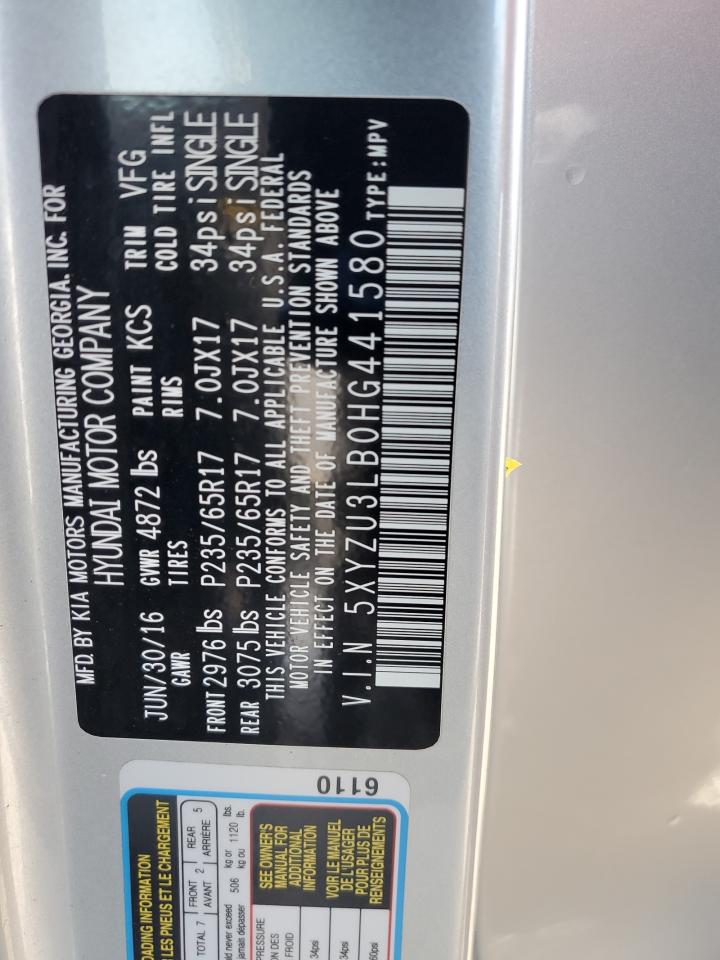 MFD. BY KIA MOTORS MANUFACTURING GEORGIA. INC. FOR
HYUNDAI MOTOR COMPANY
JUN/30/16 GVWR 4872 lbs PAINT KCS TRIM VFG
GAWR TIRES RIMS COLD TIRE INFL
FRONT 2976 lbs P235/65R17 7.0JX17 34psi SINGLE
REAR 3075 lbs P235/65R17 7.0JX17 34psi SINGLE
THIS VEHICLE CONFORMS TO ALL APPLICABLE U.S.A. FEDERAL
MOTOR VEHICLE SAFETY AND THEFT PREVENTION STANDARDS
IN EFFECT ON THE DATE OF MANUFACTURE SHOWN ABOVE
V.I.N 5XYZU3LB0HG441580 TYPE:MPV
OADING INFORMATION
R LES PNEUS ET LE CHARGEMENT
TOTAL 7 FRONT 2 REAR 5
AVANT 2 ARRIÈRE 5
ld never exceed 506 kg or 1120 lbs.
jamais dépasser kg ou lb.
PRESSURE
ON DES
FROID
34psi
34psi
60psi
SEE OWNER'S
MANUAL FOR
ADDITIONAL
INFORMATION
VOIR LE MANUEL
DE L'USAGER
POUR PLUS DE
RENSEIGNEMENTS
6110